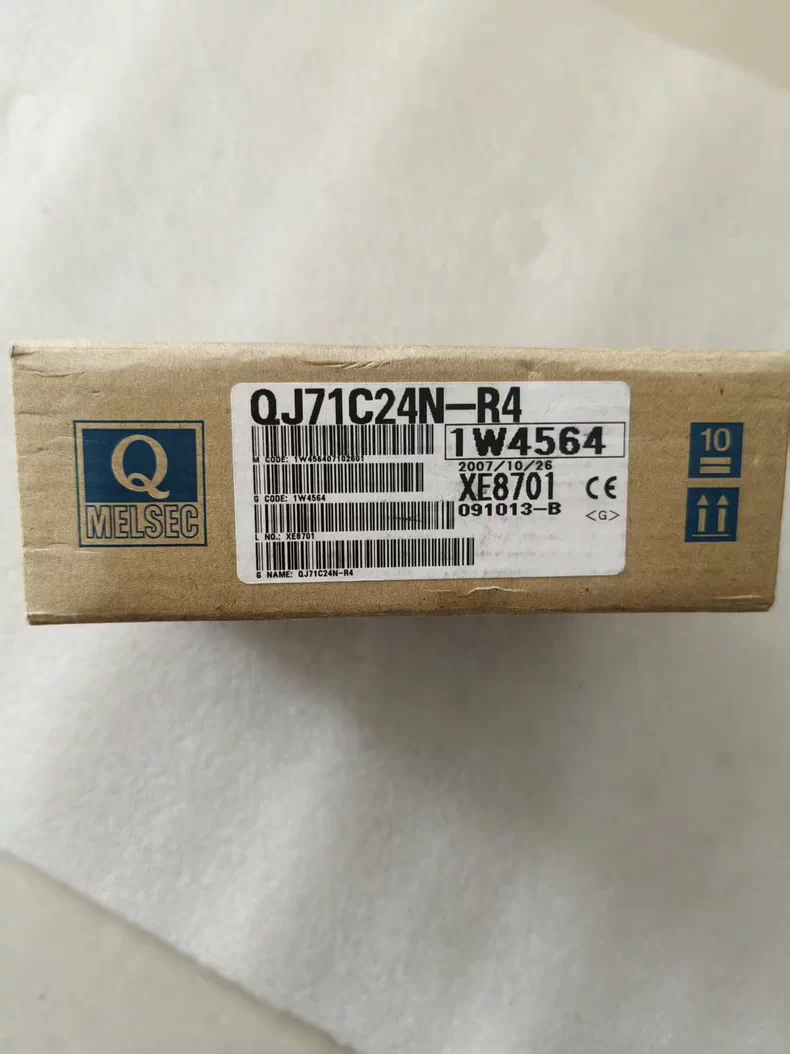 Q
MELSEC
QJ71C24N-R4
1W4564
M CODE: 1W456407102601
2007/10/26
G CODE: 1W4564
XE8701
CE
091013-B
<G>
L NO.: XE8701
G NAME: QJ71C24N-R4
10